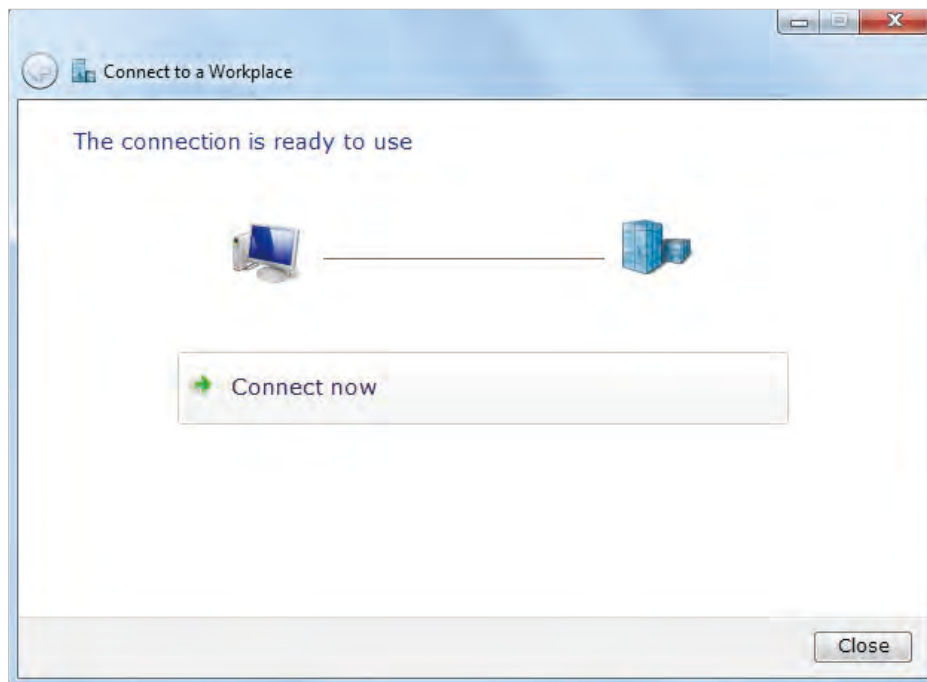 Connect to a Workplace
The connection is ready to use
Connect now
Close